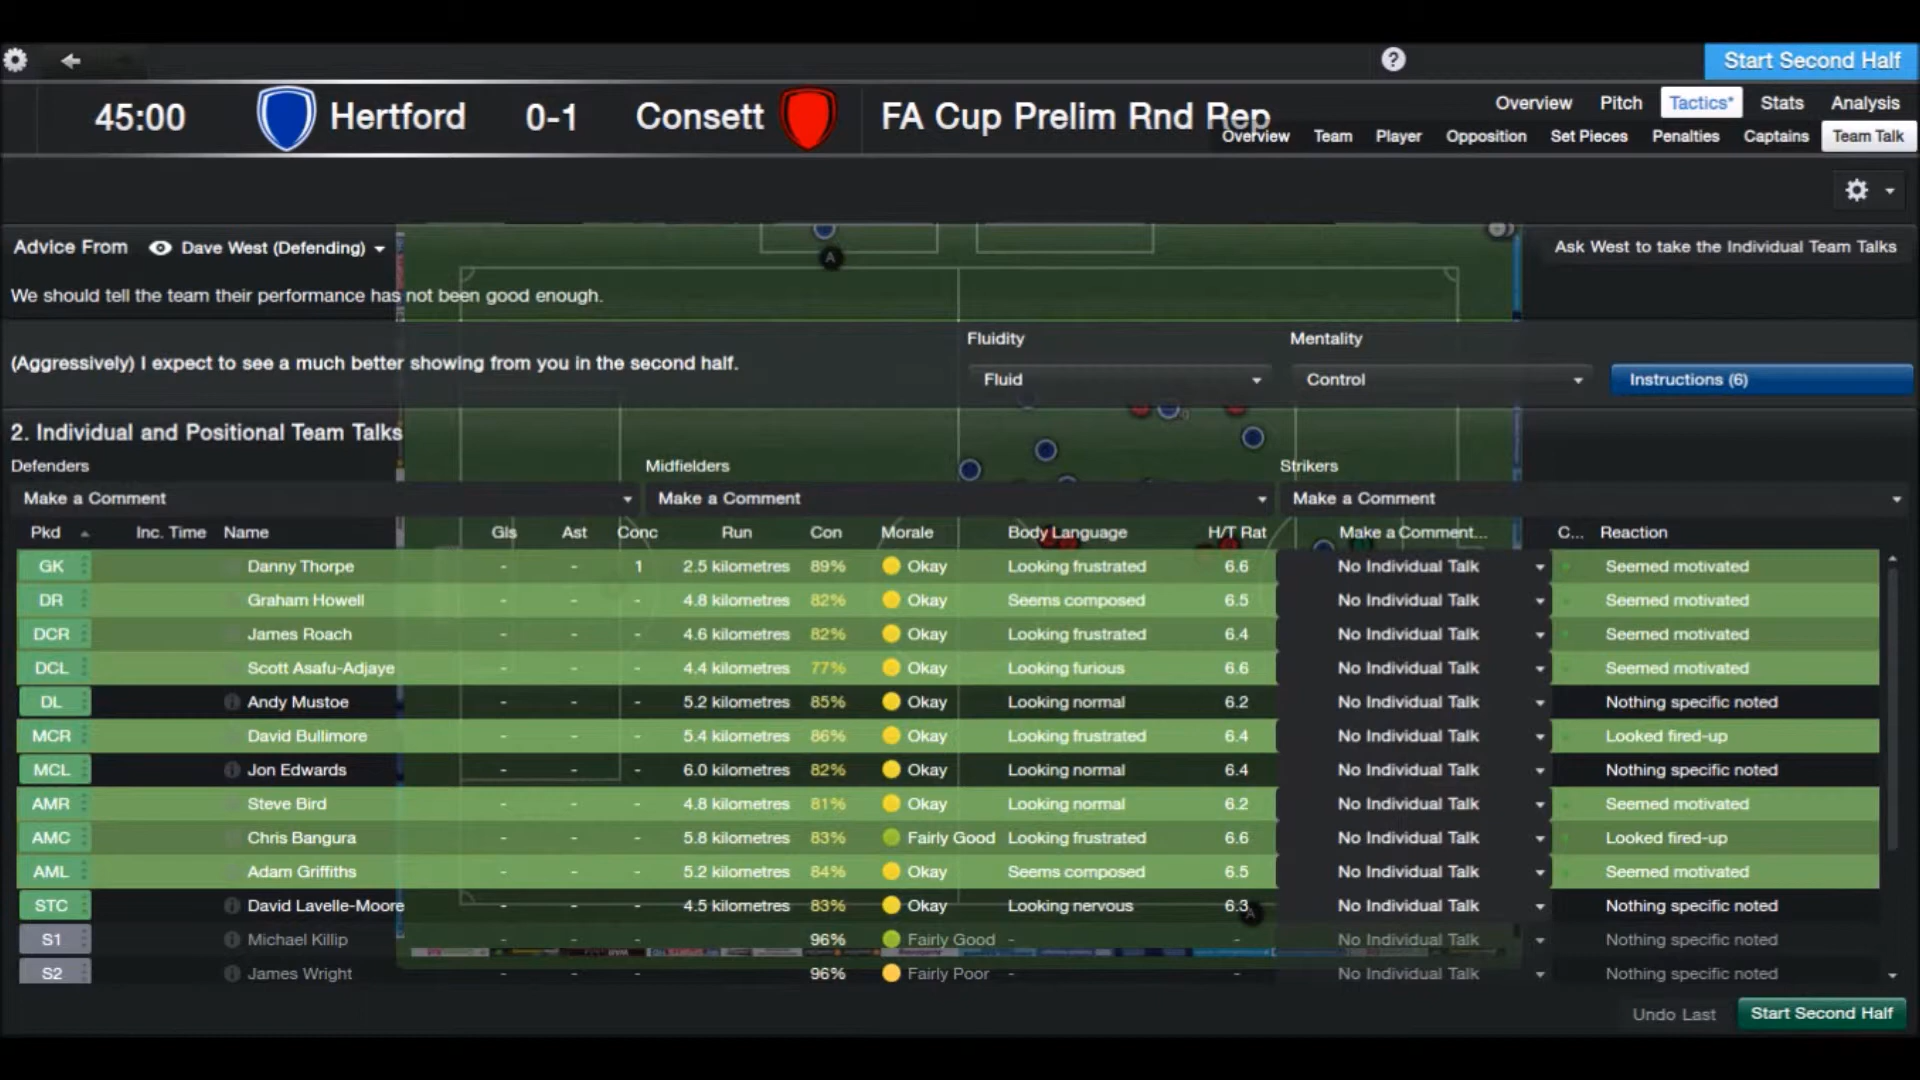 Start Second Half
45:00 Hertford 0-1 Consett FA Cup Prelim Rnd Rep
Overview Pitch Tactics* Stats Analysis
Overview Team Player Opposition Set Pieces Penalties Captains Team Talk
Advice From Dave West (Defending)
Ask West to take the Individual Team Talks
We should tell the team their performance has not been good enough.
Fluidity Mentality
(Aggressively) I expect to see a much better showing from you in the second half.
Fluid Control Instructions (6)
2. Individual and Positional Team Talks
Defenders Midfielders Strikers
Make a Comment Make a Comment Make a Comment
Pkd Inc. Time Name Gls Ast Conc Run Con Morale Body Language H/T Rat Make a Comment... C... Reaction
GK Danny Thorpe - - 1 2.5 kilometres 89% Okay Looking frustrated 6.6 No Individual Talk Seemed motivated
DR Graham Howell - - - 4.8 kilometres 82% Okay Seems composed 6.5 No Individual Talk Seemed motivated
DCR James Roach - - - 4.6 kilometres 82% Okay Looking frustrated 6.4 No Individual Talk Seemed motivated
DCL Scott Asafu-Adjaye - - - 4.4 kilometres 77% Okay Looking furious 6.6 No Individual Talk Seemed motivated
DL Andy Mustoe - - - 5.2 kilometres 85% Okay Looking normal 6.2 No Individual Talk Nothing specific noted
MCR David Bullimore - - - 5.4 kilometres 86% Okay Looking frustrated 6.4 No Individual Talk Looked fired-up
MCL Jon Edwards - - - 6.0 kilometres 82% Okay Looking normal 6.4 No Individual Talk Nothing specific noted
AMR Steve Bird - - - 4.8 kilometres 81% Okay Looking normal 6.2 No Individual Talk Seemed motivated
AMC Chris Bangura - - - 5.8 kilometres 83% Fairly Good Looking frustrated 6.6 No Individual Talk Looked fired-up
AML Adam Griffiths - - - 5.2 kilometres 84% Okay Seems composed 6.5 No Individual Talk Seemed motivated
STC David Lavelle-Moore - - - 4.5 kilometres 83% Okay Looking nervous 6.3 No Individual Talk Nothing specific noted
S1 Michael Killip - - - 96% Fairly Good - - No Individual Talk Nothing specific noted
S2 James Wright - - - 96% Fairly Poor - - No Individual Talk Nothing specific noted
Undo Last Start Second Half